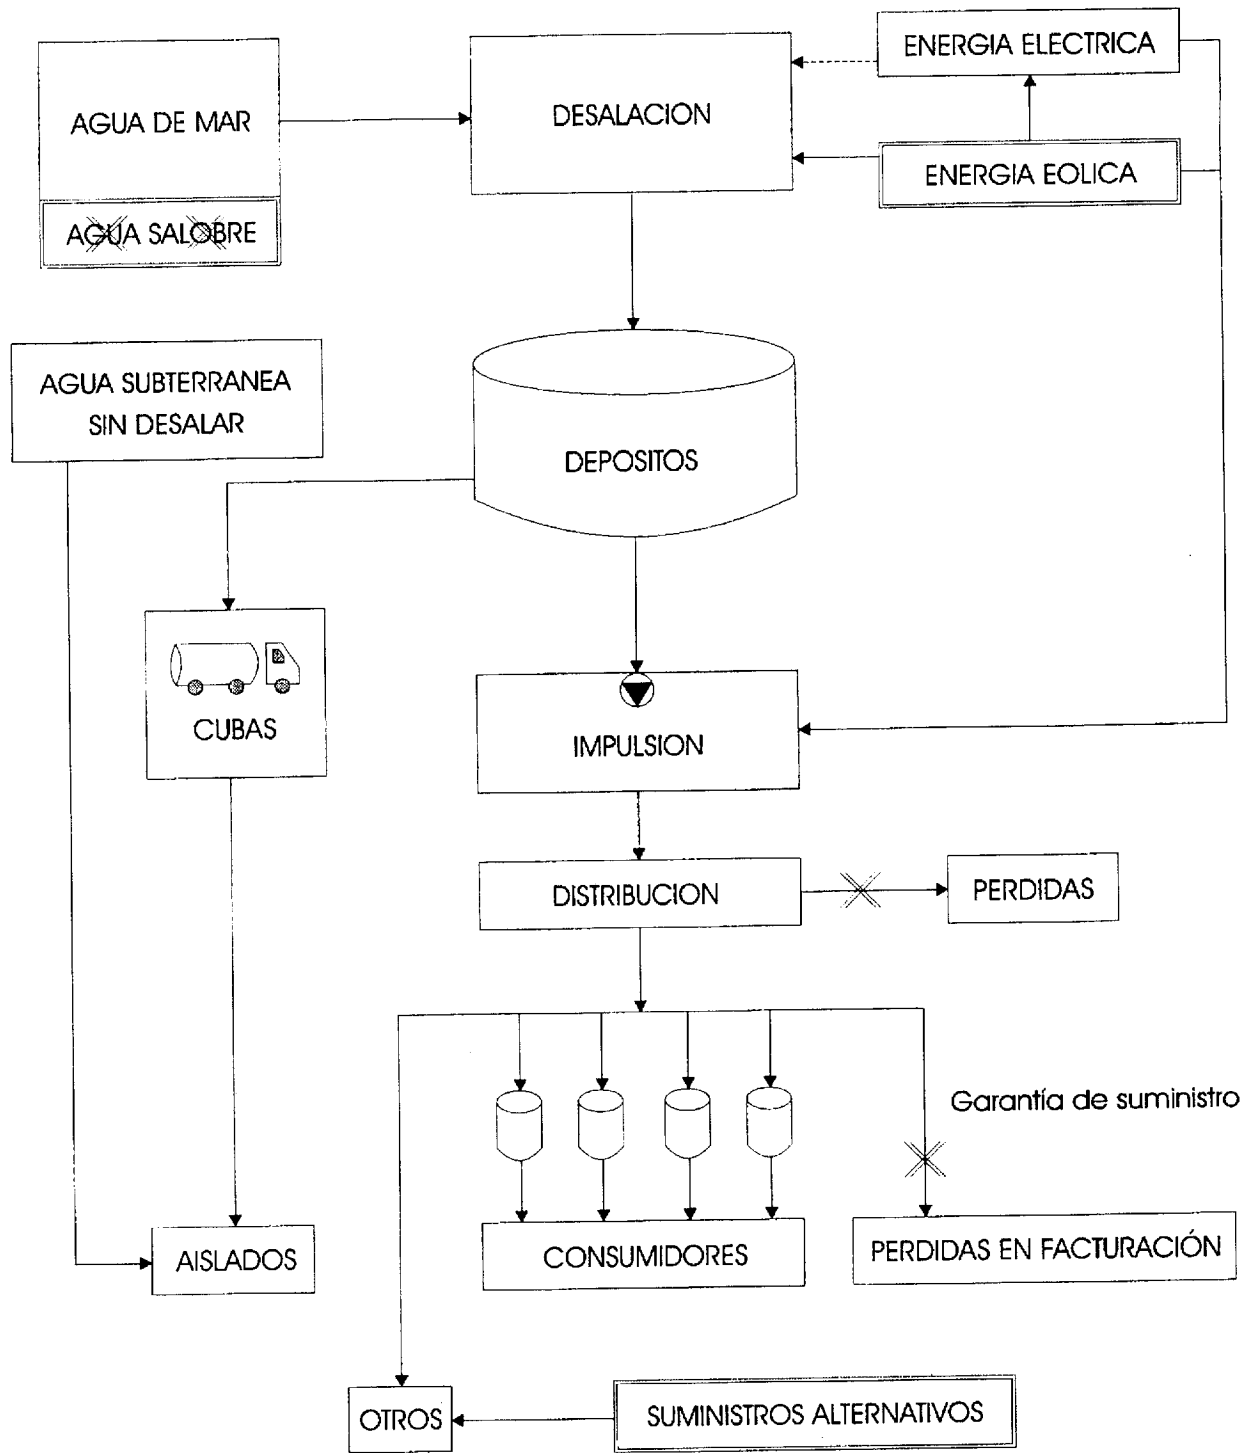 ENERGIA ELECTRICA
AGUA DE MAR
DESALACION
ENERGÍA EOLICA
AGUA SALOBRE
AGUA SUBTERRANEA
SIN DESALAR
DEPOSITOS
CUBAS
IMPULSION
DISTRIBUCION
PERDIDAS
Garantía de suministro
AISLADOS
CONSUMIDORES
PERDIDAS EN FACTURACIÓN
OTROS
SUMINISTROS ALTERNATIVOS